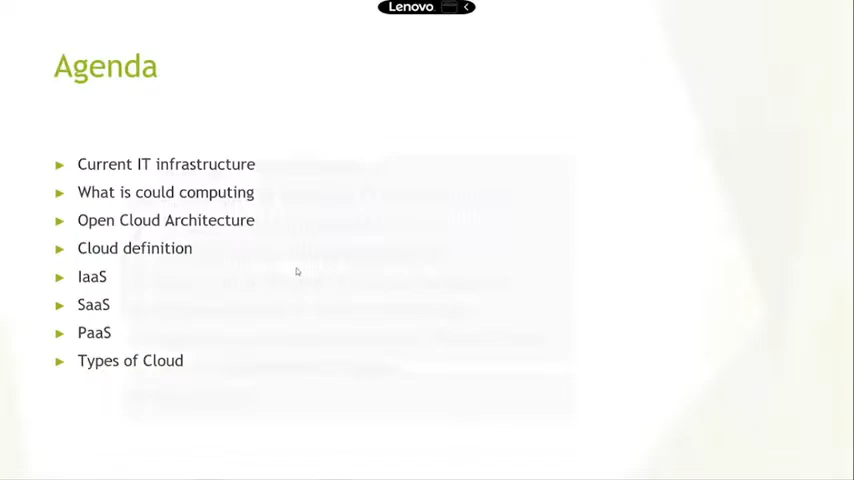 Lenovo
Agenda
Current IT infrastructure
What is could computing
Open Cloud Architecture
Cloud definition
IaaS
SaaS
PaaS
Types of Cloud